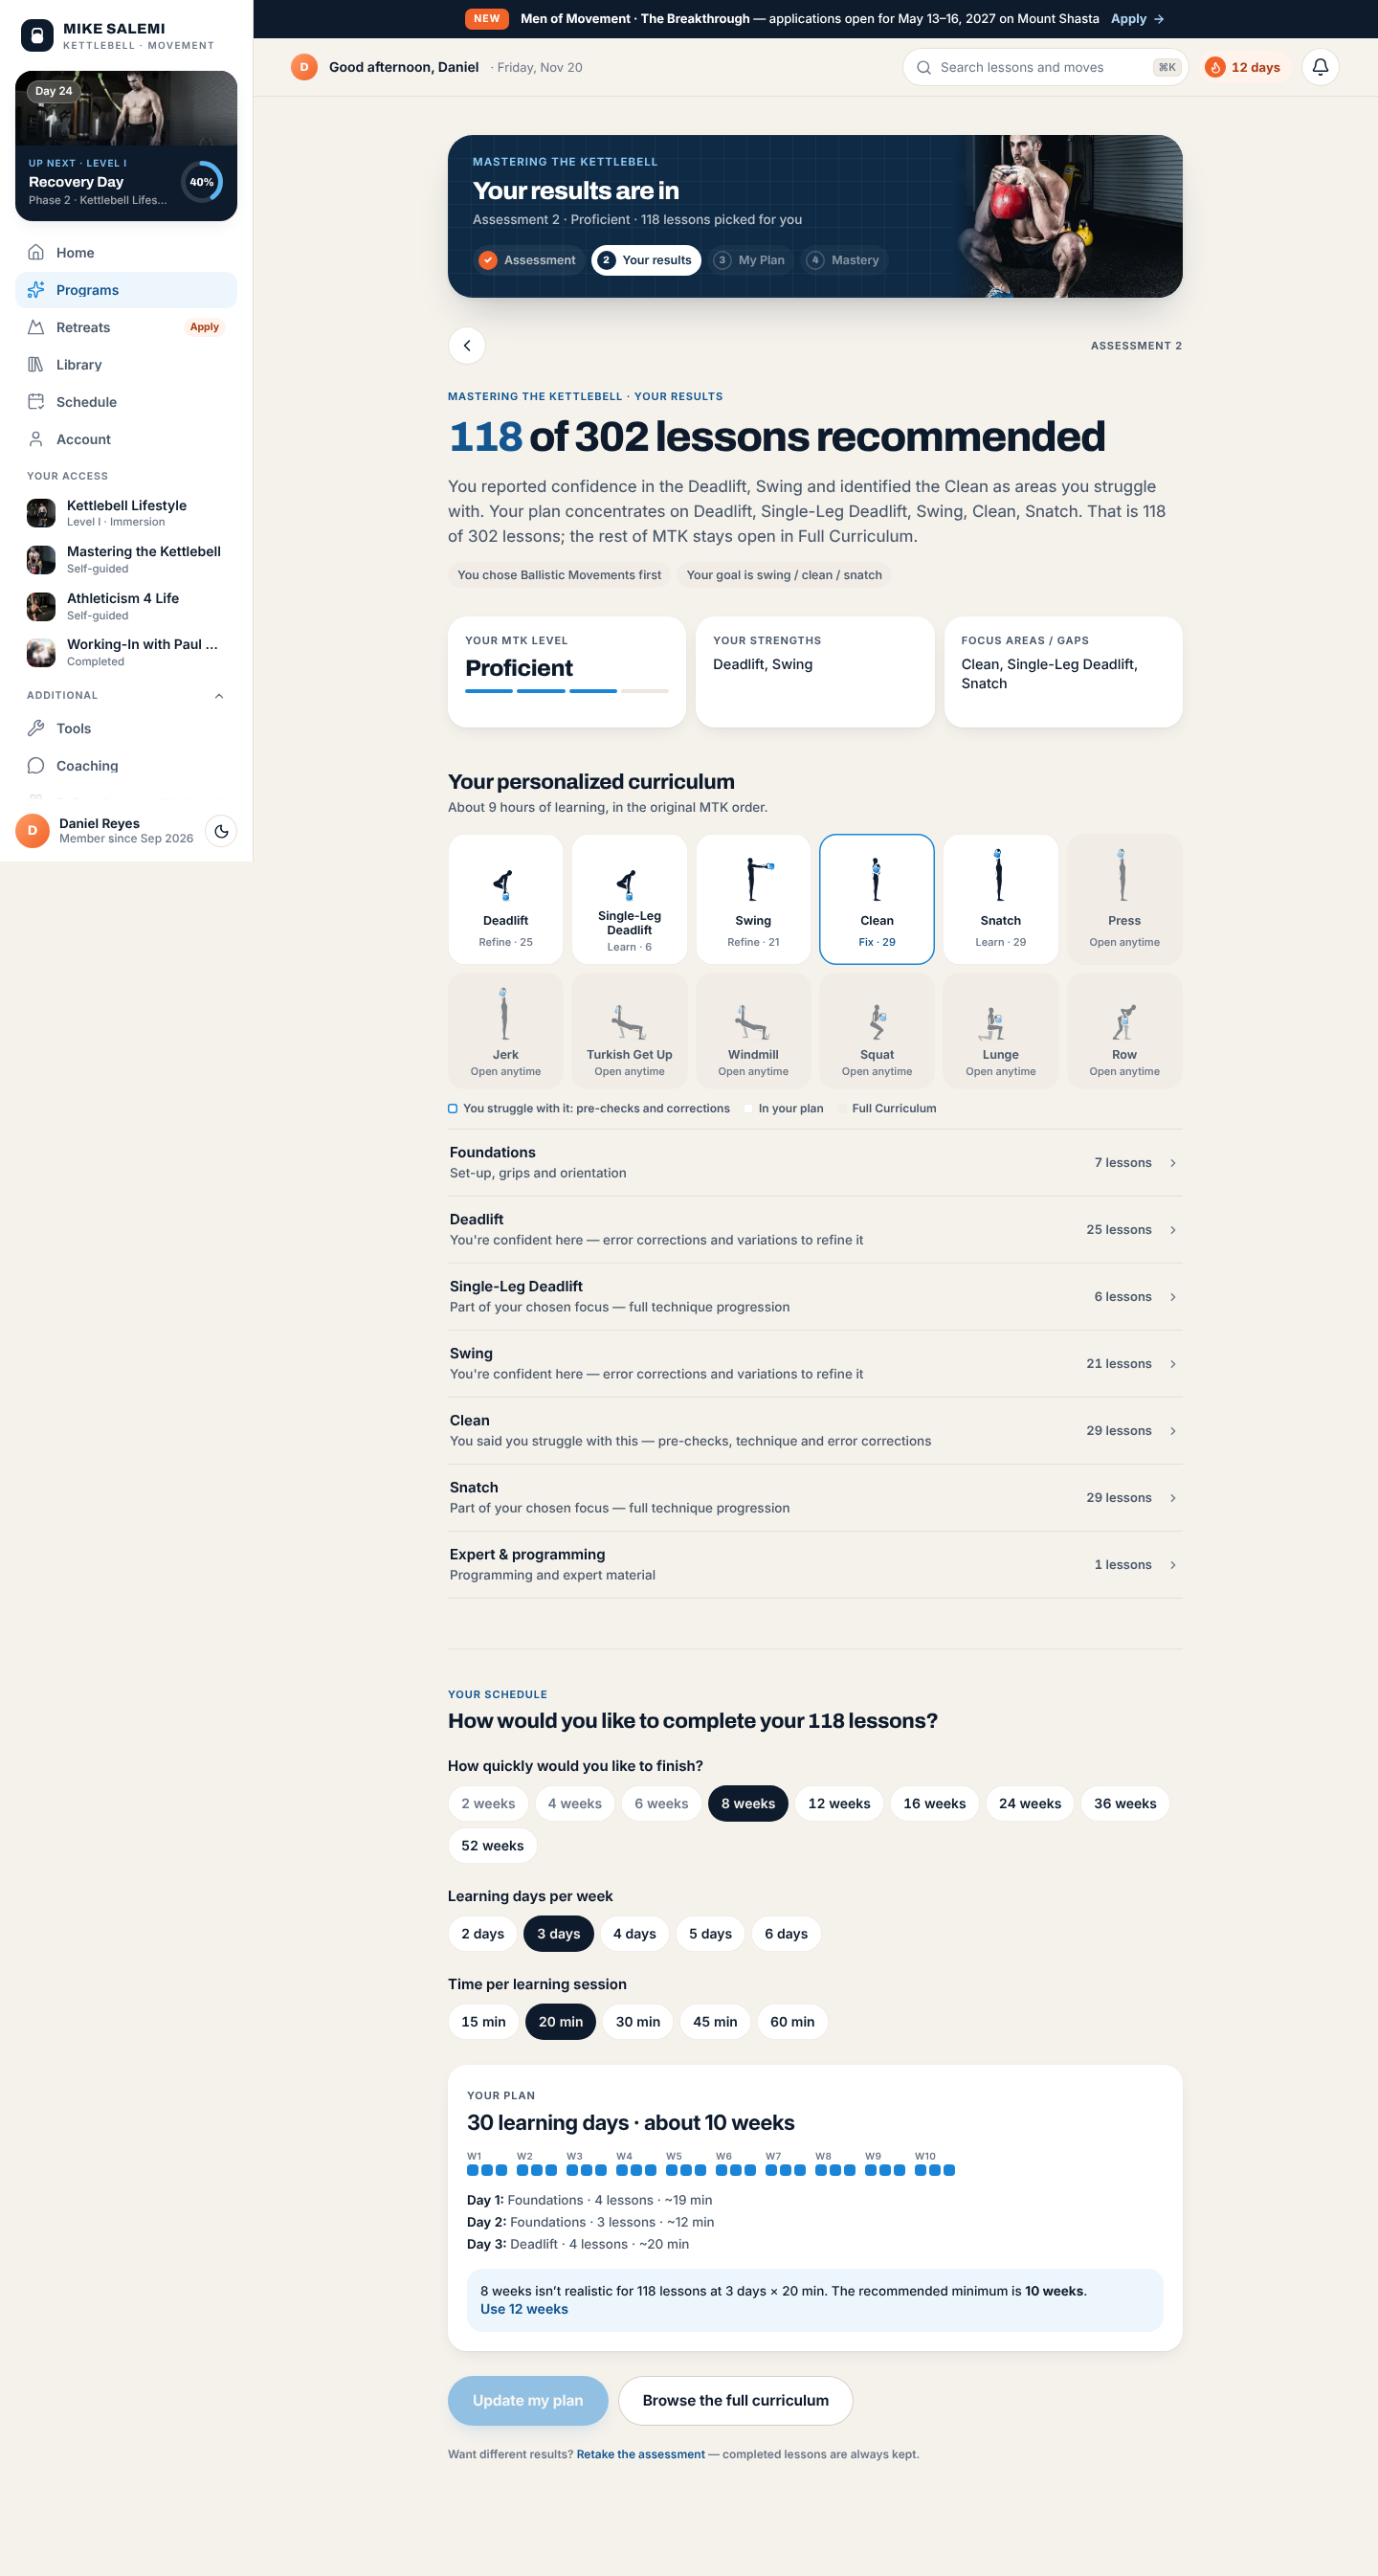 MIKE SALEMI
KETTLEBELL · MOVEMENT
Day 24
UP NEXT · LEVEL I
Recovery Day
Phase 2 · Kettlebell Lifes...
40%
Home
Programs
Retreats
Apply
Library
Schedule
Account
YOUR ACCESS
Kettlebell Lifestyle
Level I · Immersion
Mastering the Kettlebell
Self-guided
Athleticism 4 Life
Self-guided
Working-In with Paul ...
Completed
ADDITIONAL
Tools
Coaching
D
Daniel Reyes
Member since Sep 2026
NEW Men of Movement · The Breakthrough — applications open for May 13–16, 2027 on Mount Shasta Apply →
D Good afternoon, Daniel · Friday, Nov 20
Search lessons and moves ⌘K
12 days
MASTERING THE KETTLEBELL
Your results are in
Assessment 2 · Proficient · 118 lessons picked for you
Assessment 2 Your results 3 My Plan 4 Mastery
ASSESSMENT 2
MASTERING THE KETTLEBELL · YOUR RESULTS
118 of 302 lessons recommended
You reported confidence in the Deadlift, Swing and identified the Clean as areas you struggle
with. Your plan concentrates on Deadlift, Single-Leg Deadlift, Swing, Clean, Snatch. That is 118
of 302 lessons; the rest of MTK stays open in Full Curriculum.
You chose Ballistic Movements first Your goal is swing / clean / snatch
YOUR MTK LEVEL
Proficient
YOUR STRENGTHS
Deadlift, Swing
FOCUS AREAS / GAPS
Clean, Single-Leg Deadlift,
Snatch
Your personalized curriculum
About 9 hours of learning, in the original MTK order.
Deadlift
Refine · 25
Single-Leg
Deadlift
Learn · 6
Swing
Refine · 21
Clean
Fix · 29
Snatch
Learn · 29
Press
Open anytime
Jerk
Open anytime
Turkish Get Up
Open anytime
Windmill
Open anytime
Squat
Open anytime
Lunge
Open anytime
Row
Open anytime
You struggle with it: pre-checks and corrections In your plan Full Curriculum
Foundations
Set-up, grips and orientation
7 lessons
Deadlift
You're confident here — error corrections and variations to refine it
25 lessons
Single-Leg Deadlift
Part of your chosen focus — full technique progression
6 lessons
Swing
You're confident here — error corrections and variations to refine it
21 lessons
Clean
You said you struggle with this — pre-checks, technique and error corrections
29 lessons
Snatch
Part of your chosen focus — full technique progression
29 lessons
Expert & programming
Programming and expert material
1 lessons
YOUR SCHEDULE
How would you like to complete your 118 lessons?
How quickly would you like to finish?
2 weeks 4 weeks 6 weeks 8 weeks 12 weeks 16 weeks 24 weeks 36 weeks
52 weeks
Learning days per week
2 days 3 days 4 days 5 days 6 days
Time per learning session
15 min 20 min 30 min 45 min 60 min
YOUR PLAN
30 learning days · about 10 weeks
W1 W2 W3 W4 W5 W6 W7 W8 W9 W10
Day 1: Foundations · 4 lessons · ~19 min
Day 2: Foundations · 3 lessons · ~12 min
Day 3: Deadlift · 4 lessons · ~20 min
8 weeks isn't realistic for 118 lessons at 3 days × 20 min. The recommended minimum is 10 weeks.
Use 12 weeks
Update my plan Browse the full curriculum
Want different results? Retake the assessment — completed lessons are always kept.